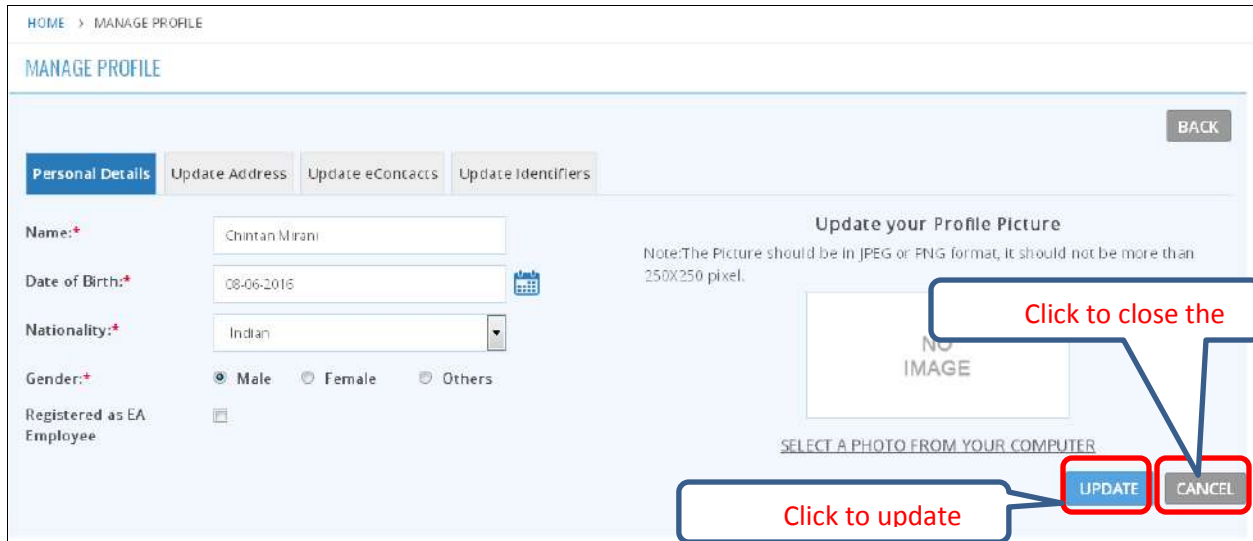 HOME > MANAGE PROFILE
MANAGE PROFILE
BACK
Personal Details Update Address Update eContacts Update Identifiers
Name:* Chintan Mirani
Date of Birth:* 08-06-2016
Nationality:* Indian
Gender:* Male Female Others
Registered as EA
Employee
Update your Profile Picture
Note:The Picture should be in JPEG or PNG format, it should not be more than
250X250 pixel.
Click to close the
NO
IMAGE
SELECT A PHOTO FROM YOUR COMPUTER
UPDATE CANCEL
Click to update